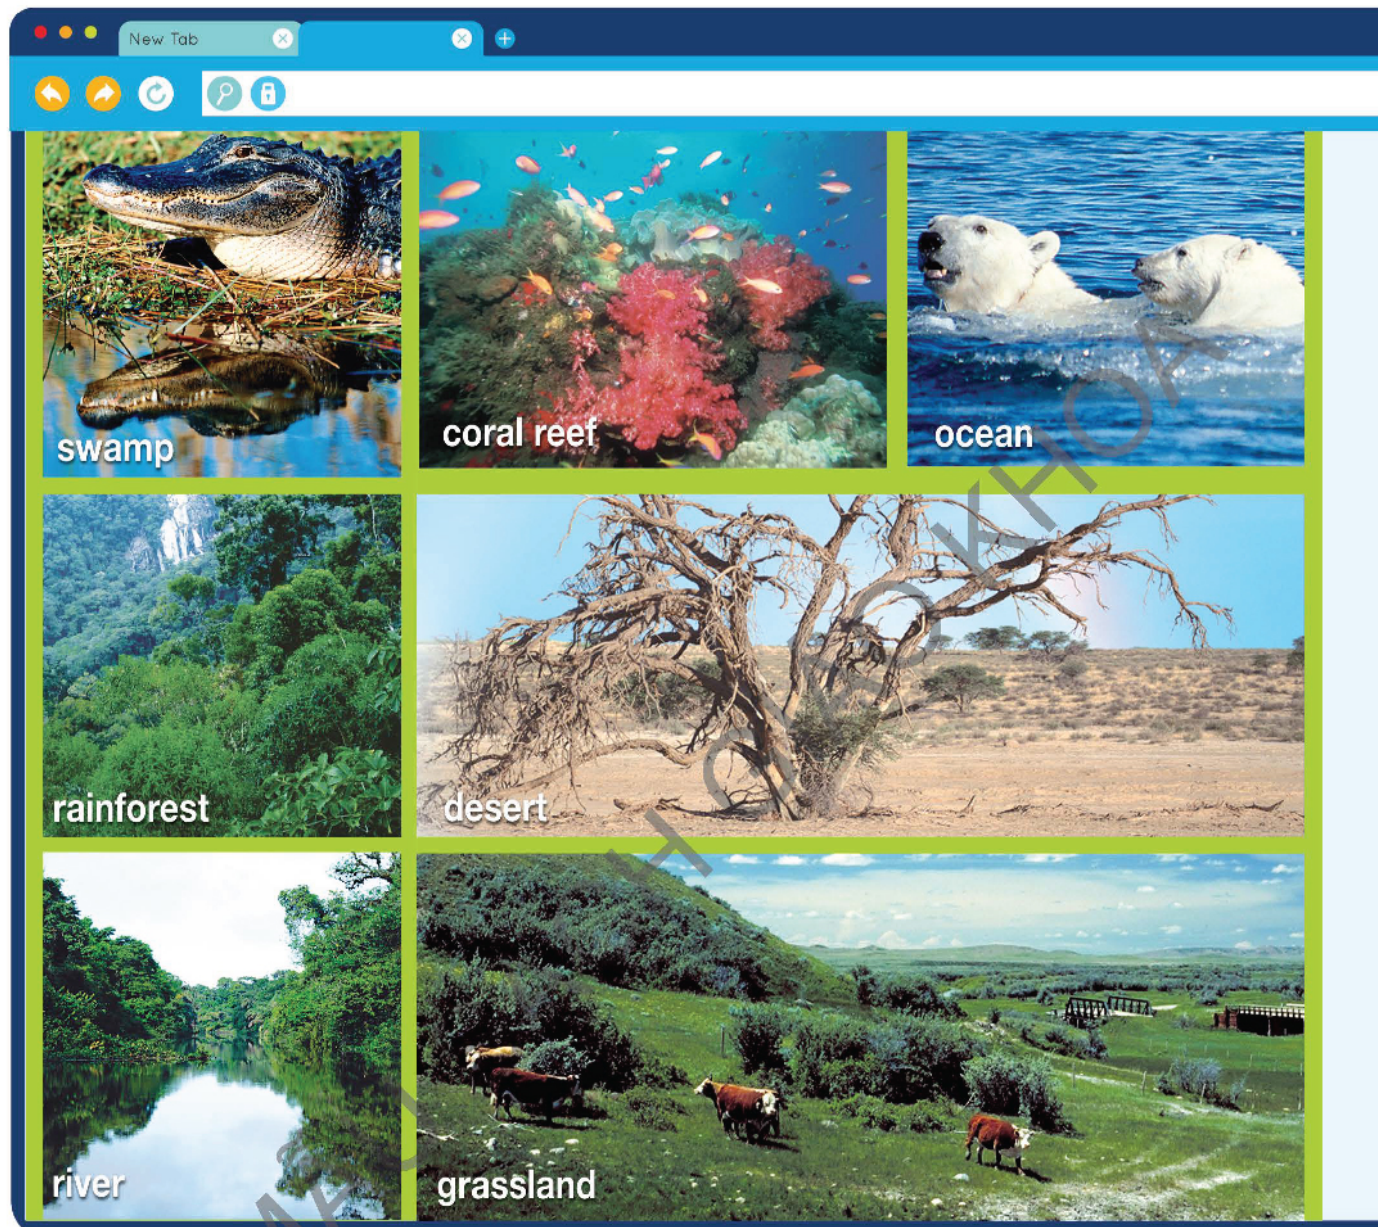 New Tab
swamp
coral reef
ocean
rainforest
desert
river
grassland